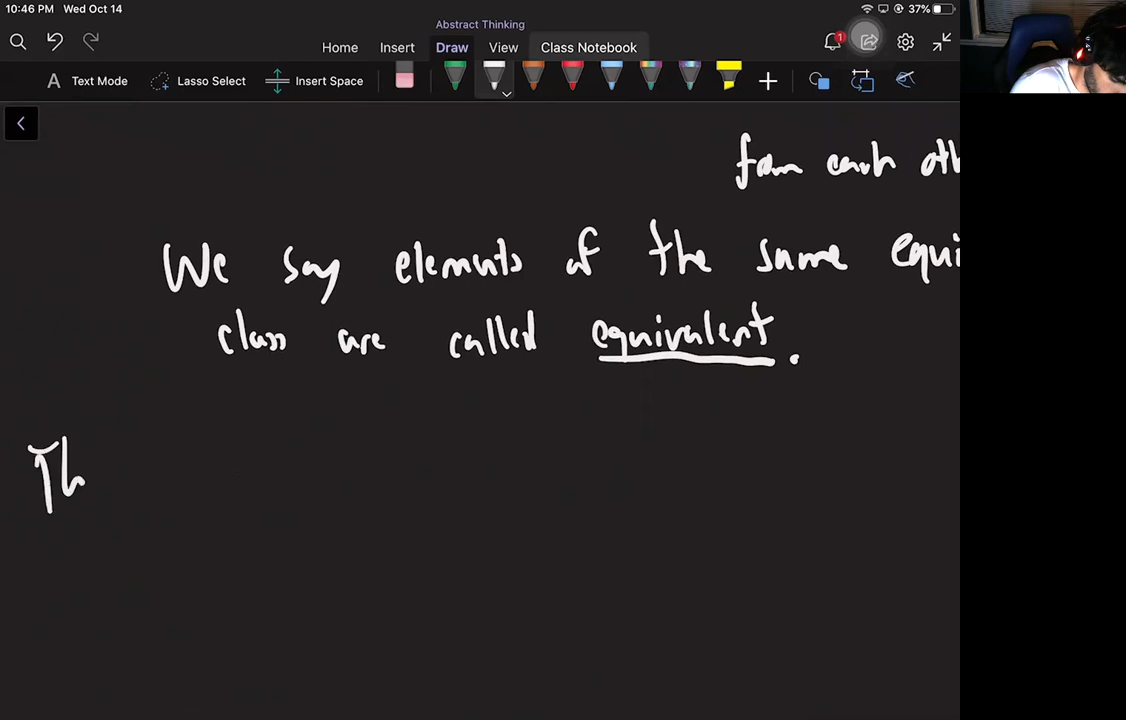 10:46 PM Wed Oct 14
37%
Abstract Thinking
Home Insert Draw View Class Notebook
1
A Text Mode Lasso Select Insert Space
from each oth
We say elements of the same equi
class are called equivalent.
Th